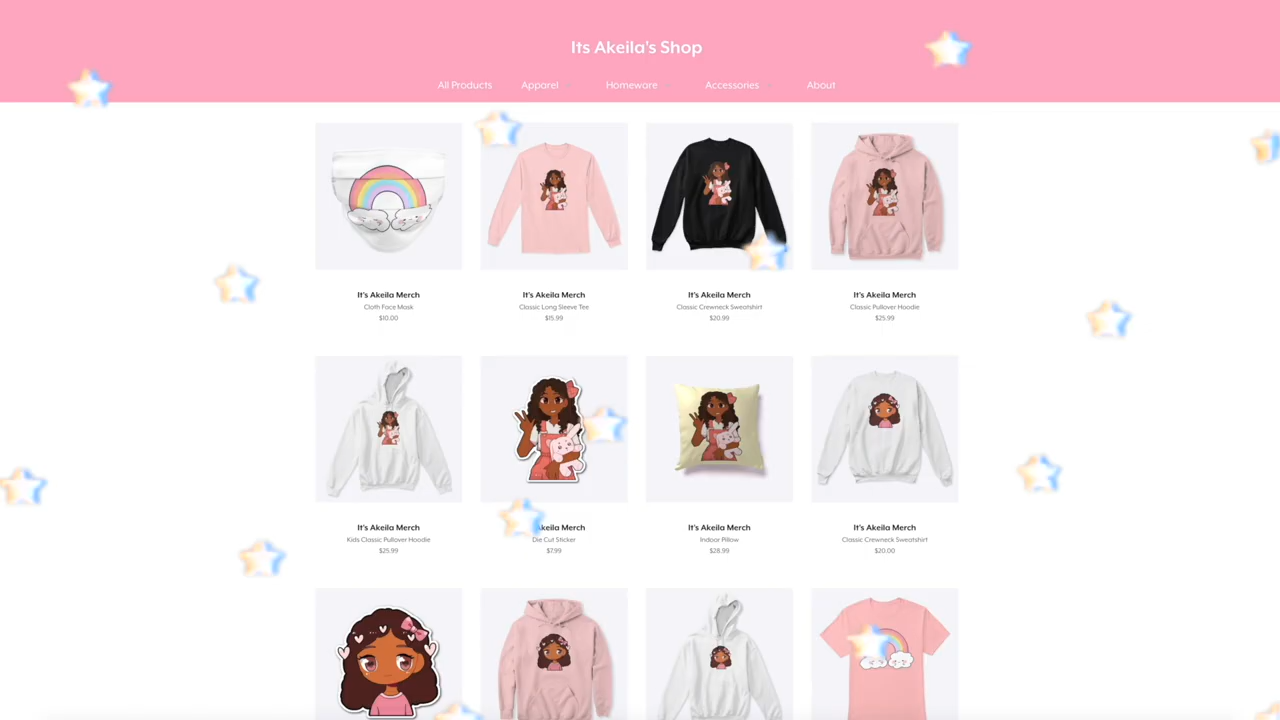 Its Akeila's Shop
All Products Apparel Homeware Accessories About
It's Akeila Merch
Cloth Face Mask
$10.00
It's Akeila Merch
Classic Long Sleeve Tee
$15.99
It's Akeila Merch
Classic Crewneck Sweatshirt
$20.99
It's Akeila Merch
Classic Pullover Hoodie
$25.99
It's Akeila Merch
Kids Classic Pullover Hoodie
$25.99
Akeila Merch
Die Cut Sticker
$7.99
It's Akeila Merch
Indoor Pillow
$28.99
It's Akeila Merch
Classic Crewneck Sweatshirt
$20.00